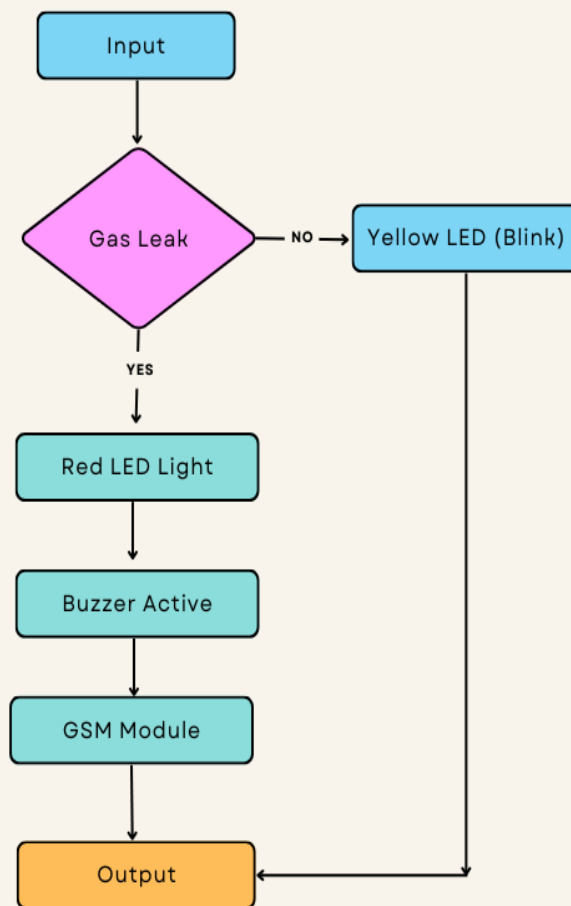 Input
Gas Leak
NO
Yellow LED (Blink)
YES
Red LED Light
Buzzer Active
GSM Module
Output